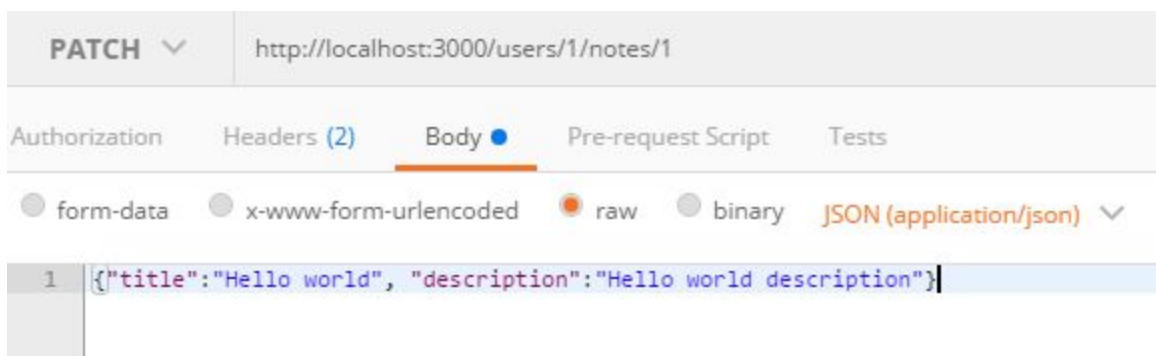 PATCH http://localhost:3000/users/1/notes/1
Authorization Headers (2) Body Pre-request Script Tests
form-data x-www-form-urlencoded raw binary JSON (application/json)
1 {"title":"Hello world", "description":"Hello world description"}